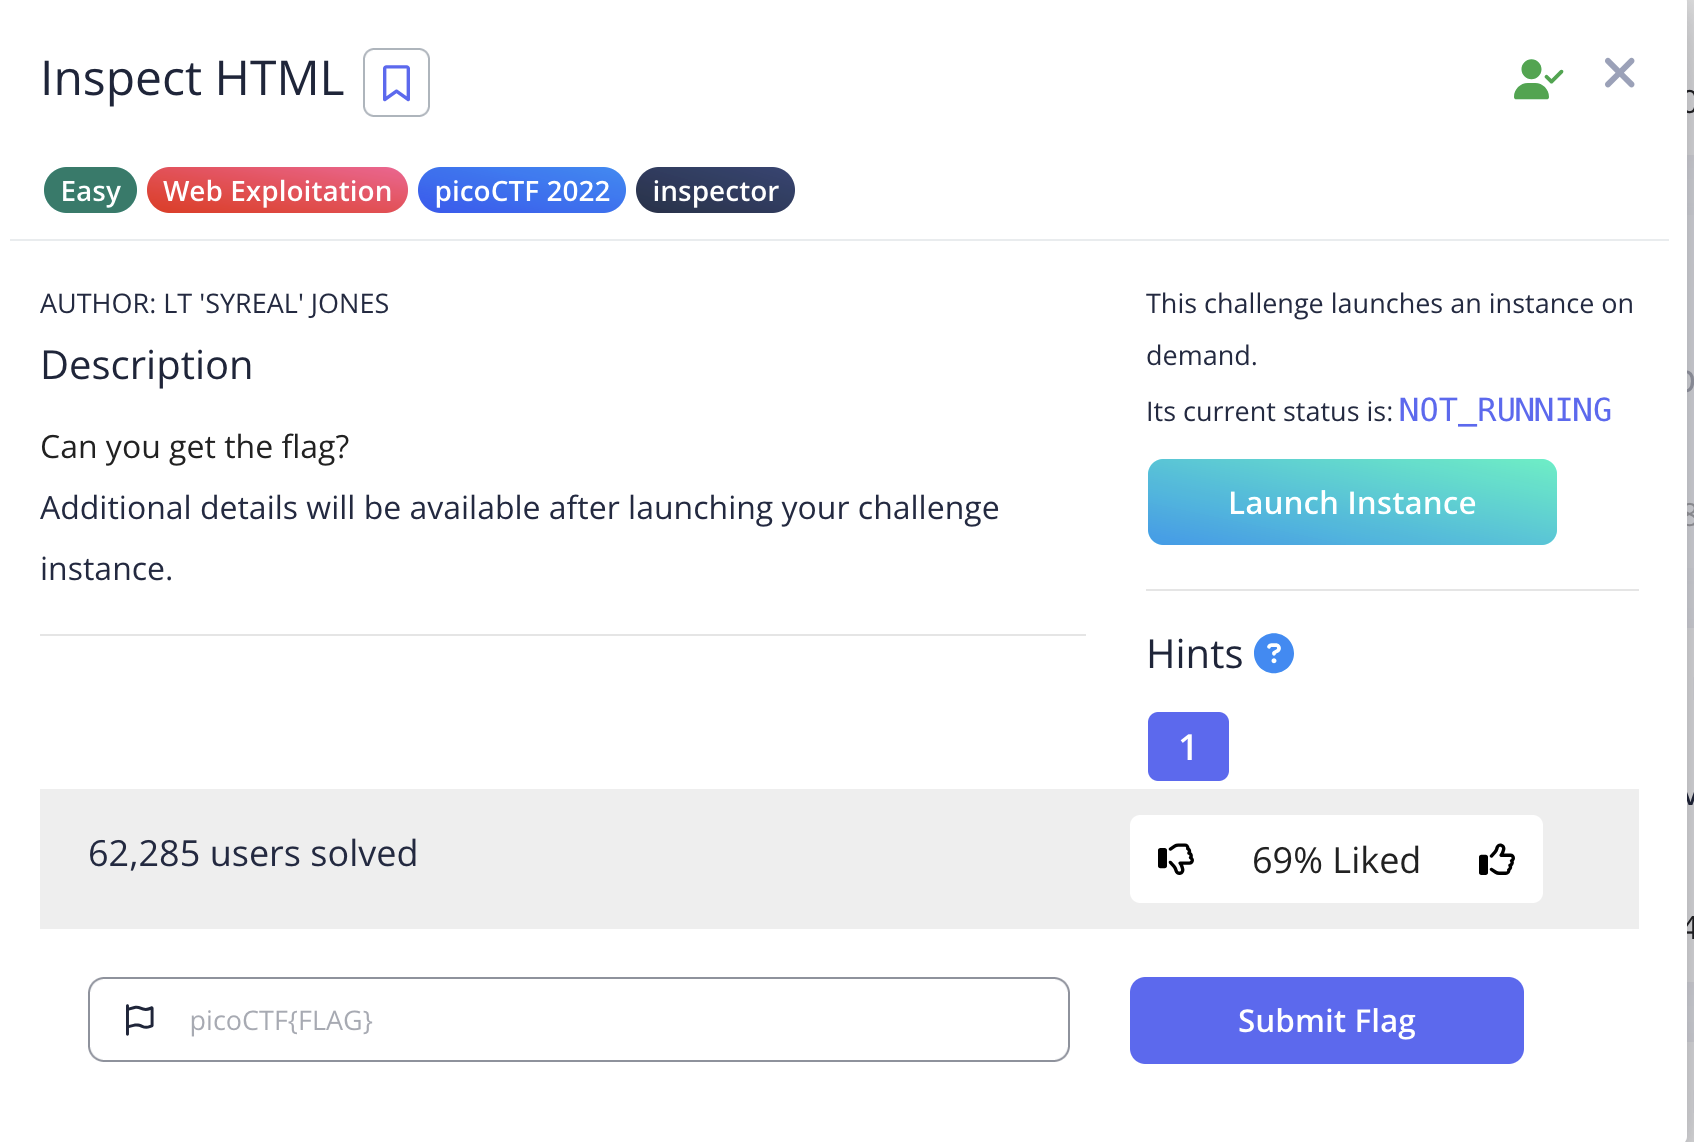 Inspect HTML
Easy Web Exploitation picoCTF 2022 inspector
AUTHOR: LT 'SYREAL' JONES
Description
Can you get the flag?
Additional details will be available after launching your challenge
instance.
This challenge launches an instance on
demand.
Its current status is: NOT_RUNNING
Launch Instance
Hints ?
1
62,285 users solved
69% Liked
picoCTF{FLAG}
Submit Flag